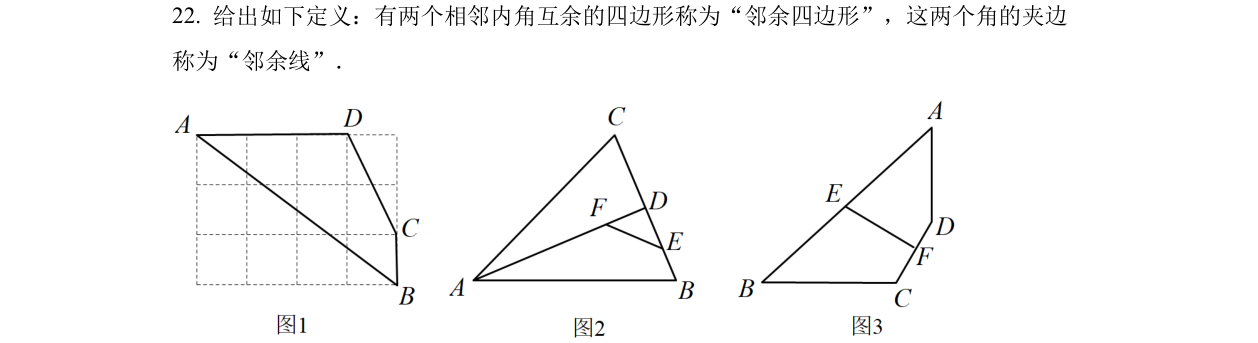 22. 给出如下定义：有两个相邻内角互余的四边形称为“邻余四边形”，这两个角的夹边
称为“邻余线”．
A D C B
图1
C F D E A B
图2
A E D F B C
图3